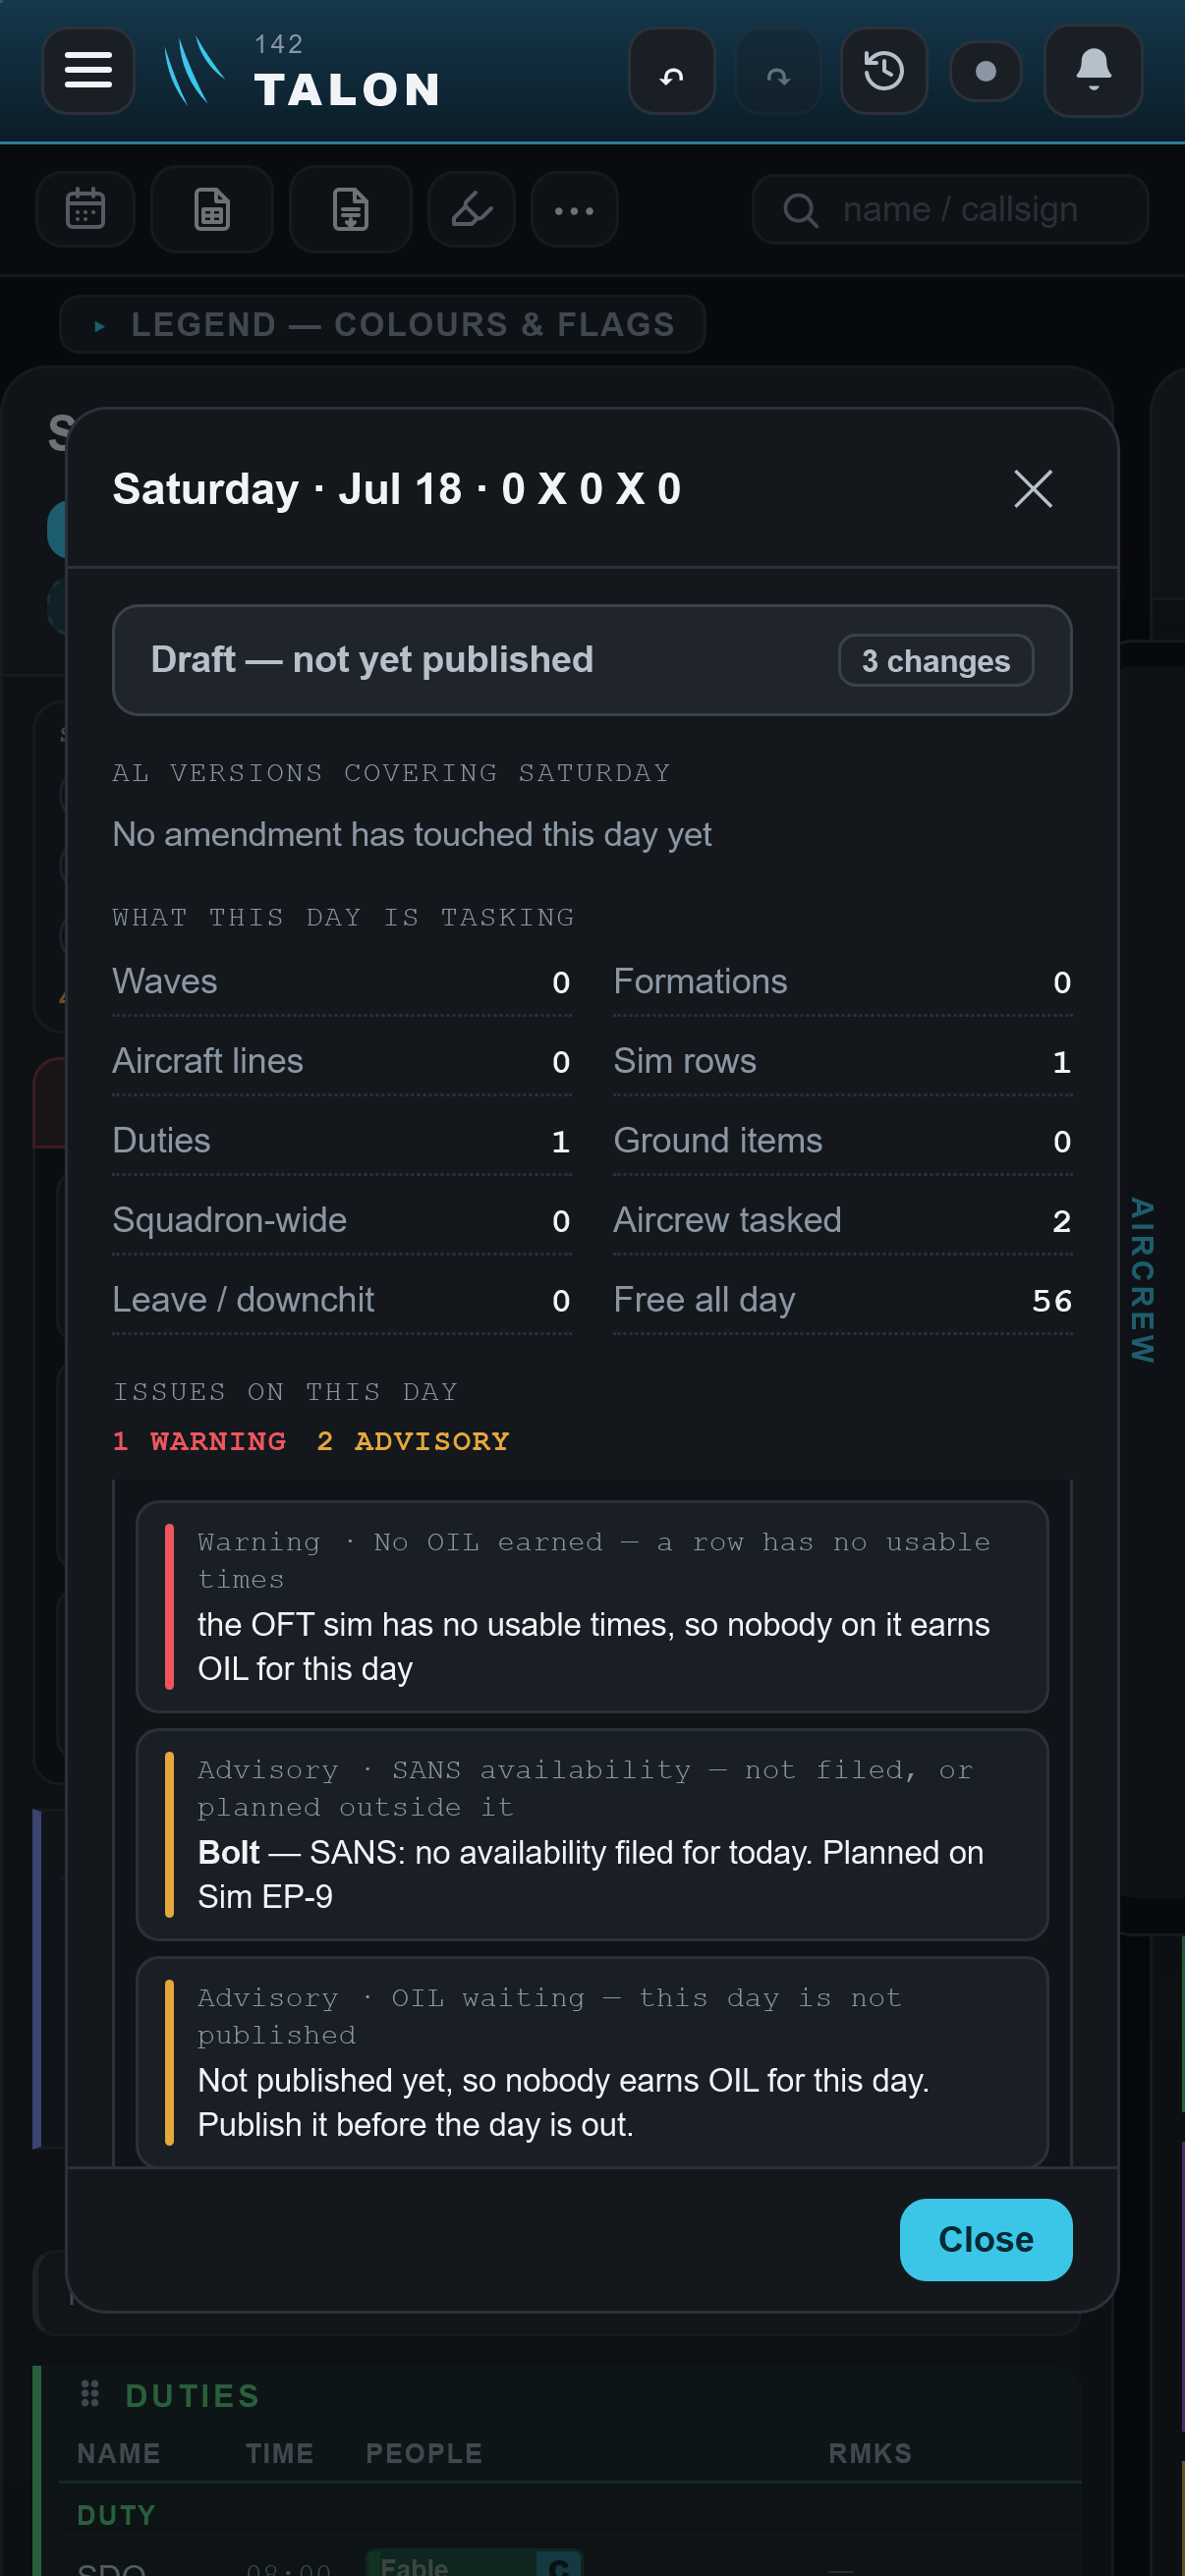 142
TALON
name / callsign
LEGEND — COLOURS & FLAGS
Saturday · Jul 18 · 0 X 0 X 0
Draft — not yet published
3 changes
AL VERSIONS COVERING SATURDAY
No amendment has touched this day yet
WHAT THIS DAY IS TASKING
Waves 0 Formations 0
Aircraft lines 0 Sim rows 1
Duties 1 Ground items 0
Squadron-wide 0 Aircrew tasked 2
Leave / downchit 0 Free all day 56
AIRCREW
ISSUES ON THIS DAY
1 WARNING 2 ADVISORY
Warning · No OIL earned — a row has no usable
times
the OFT sim has no usable times, so nobody on it earns
OIL for this day
Advisory · SANS availability — not filed, or
planned outside it
Bolt — SANS: no availability filed for today. Planned on
Sim EP-9
Advisory · OIL waiting — this day is not
published
Not published yet, so nobody earns OIL for this day.
Publish it before the day is out.
Close
DUTIES
NAME TIME PEOPLE RMKS
DUTY
SDO 08:00 Fable C —